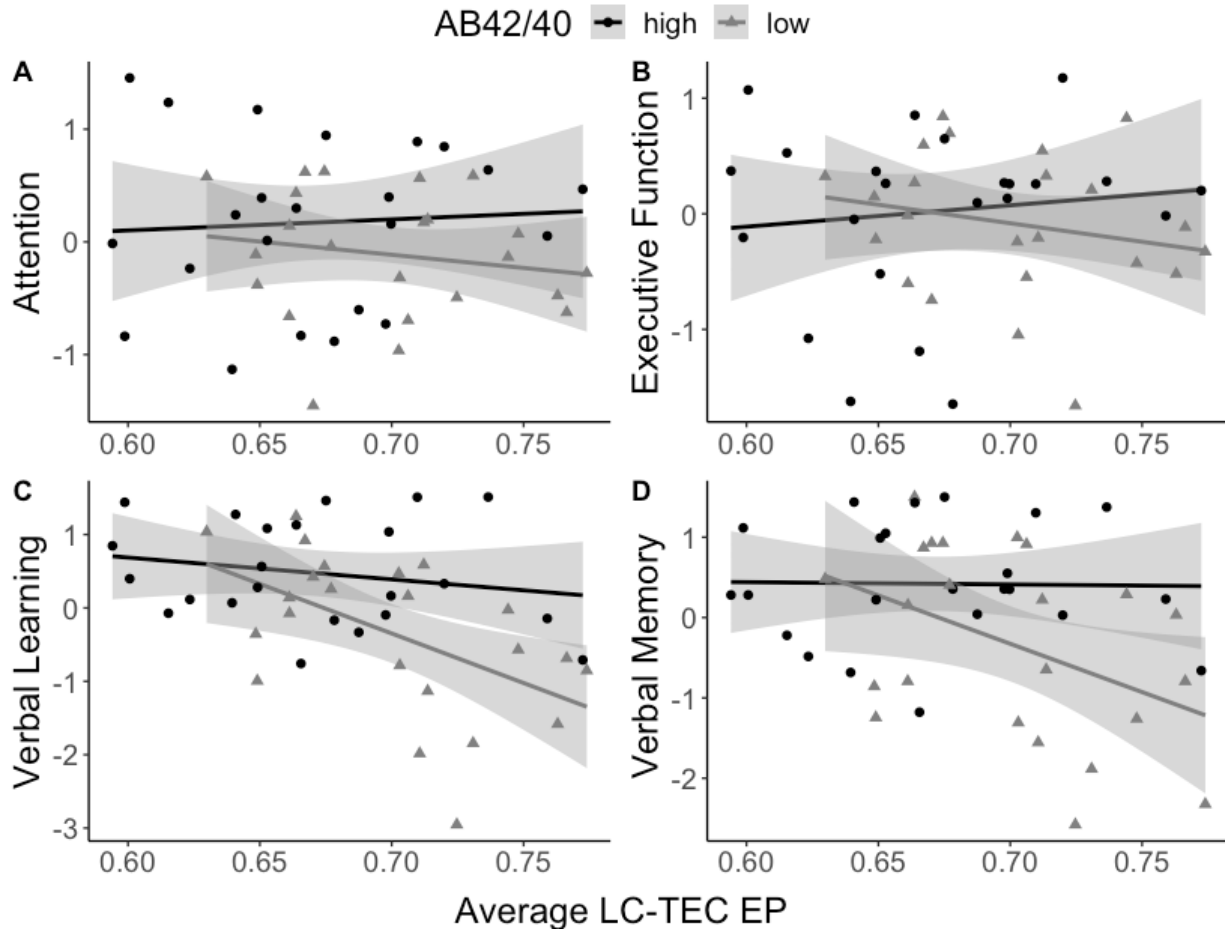 AB42/40 high low
A
Attention
1
0
-1
0.60 0.65 0.70 0.75
B
Executive Function
1
0
-1
0.60 0.65 0.70 0.75
C
Verbal Learning
1
0
-1
-2
-3
0.60 0.65 0.70 0.75
D
Verbal Memory
1
0
-1
-2
0.60 0.65 0.70 0.75
Average LC-TEC EP